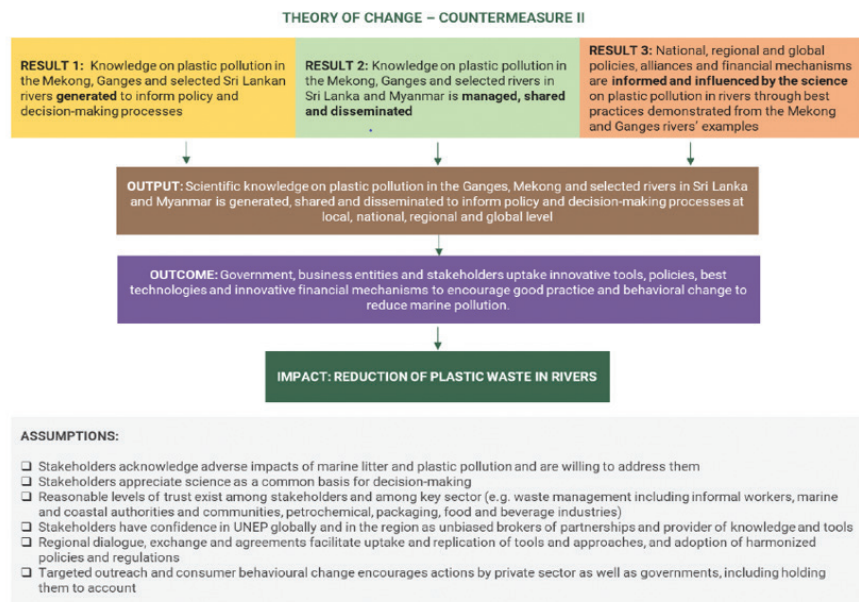 THEORY OF CHANGE – COUNTERMEASURE II
RESULT 1: Knowledge on plastic pollution in
the Mekong, Ganges and selected Sri Lankan
rivers generated to inform policy and
decision-making processes
RESULT 2: Knowledge on plastic pollution in
the Mekong, Ganges and selected rivers in
Sri Lanka and Myanmar is managed, shared
and disseminated
RESULT 3: National, regional and global
policies, alliances and financial mechanisms
are informed and influenced by the science
on plastic pollution in rivers through best
practices demonstrated from the Mekong
and Ganges rivers' examples
OUTPUT: Scientific knowledge on plastic pollution in the Ganges, Mekong and selected rivers in Sri Lanka
and Myanmar is generated, shared and disseminated to inform policy and decision-making processes at
local, national, regional and global level
OUTCOME: Government, business entities and stakeholders uptake innovative tools, policies, best
technologies and innovative financial mechanisms to encourage good practice and behavioral change to
reduce marine pollution.
IMPACT: REDUCTION OF PLASTIC WASTE IN RIVERS
ASSUMPTIONS:
❑ Stakeholders acknowledge adverse impacts of marine litter and plastic pollution and are willing to address them
❑ Stakeholders appreciate science as a common basis for decision-making
❑ Reasonable levels of trust exist among stakeholders and among key sector (e.g. waste management including informal workers, marine
and coastal authorities and communities, petrochemical, packaging, food and beverage industries)
❑ Stakeholders have confidence in UNEP globally and in the region as unbiased brokers of partnerships and provider of knowledge and tools
❑ Regional dialogue, exchange and agreements facilitate uptake and replication of tools and approaches, and adoption of harmonized
policies and regulations
❑ Targeted outreach and consumer behavioural change encourages actions by private sector as well as governments, including holding
them to account